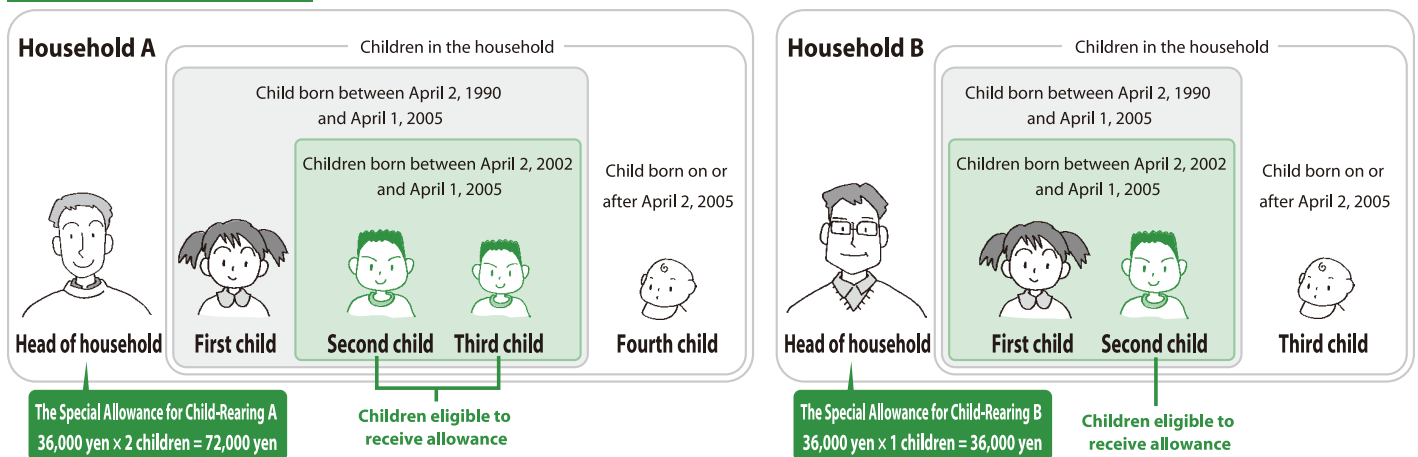 Household A
Children in the household
Child born between April 2, 1990
and April 1, 2005
Children born between April 2, 2002
and April 1, 2005
Child born on or
after April 2, 2005
Head of household
First child
Second child
Third child
Fourth child
The Special Allowance for Child-Rearing A
36,000 yen × 2 children = 72,000 yen
Children eligible to
receive allowance
Household B
Children in the household
Child born between April 2, 1990
and April 1, 2005
Children born between April 2, 2002
and April 1, 2005
Child born on or
after April 2, 2005
Head of household
First child
Second child
Third child
The Special Allowance for Child-Rearing B
36,000 yen × 1 children = 36,000 yen
Children eligible to
receive allowance